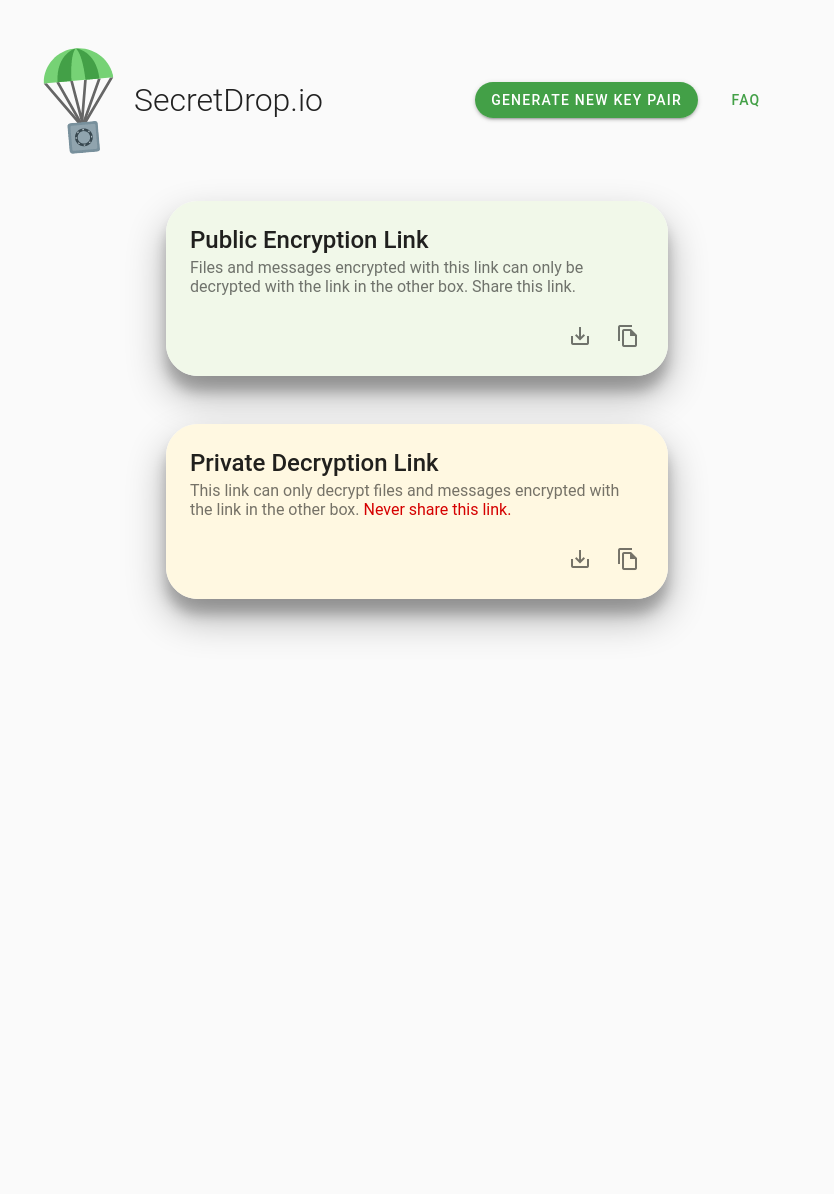 SecretDrop.io
GENERATE NEW KEY PAIR
FAQ
Public Encryption Link
Files and messages encrypted with this link can only be
decrypted with the link in the other box. Share this link.
Private Decryption Link
This link can only decrypt files and messages encrypted with
the link in the other box. Never share this link.